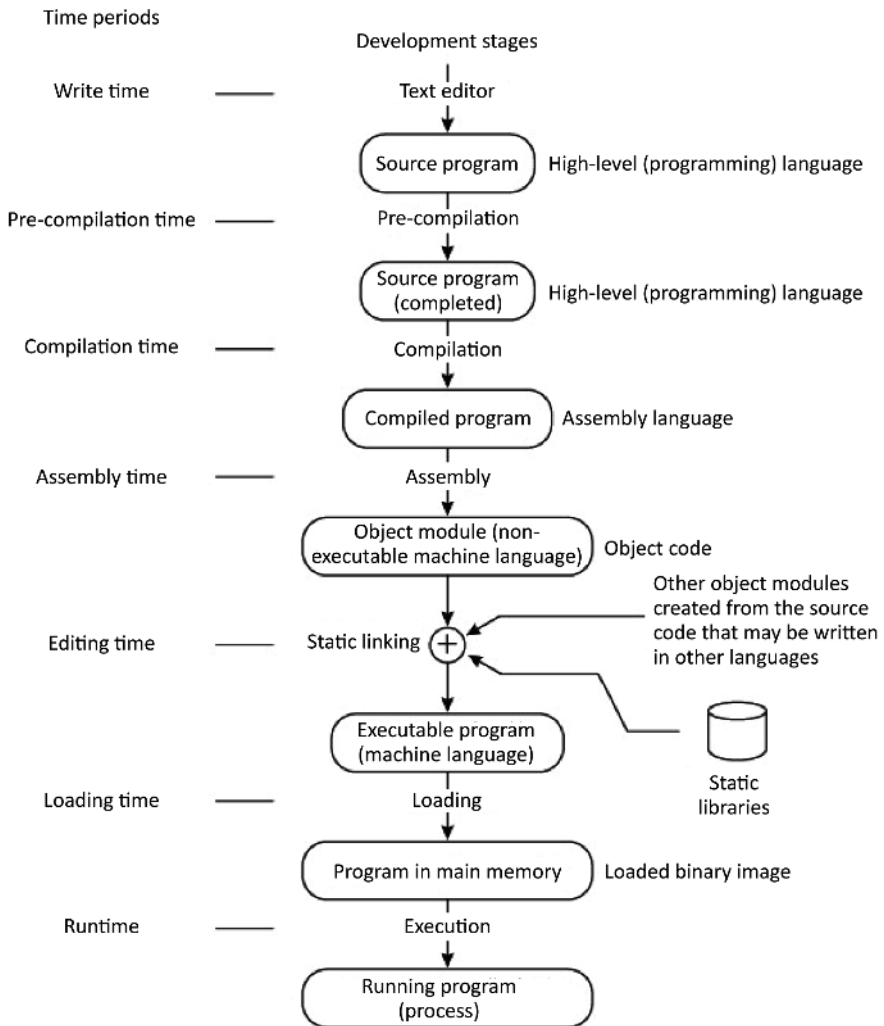 Time periods
Development stages
Write time
Text editor
Source program
High-level (programming) language
Pre-compilation time
Pre-compilation
Source program
(completed)
High-level (programming) language
Compilation time
Compilation
Compiled program
Assembly language
Assembly time
Assembly
Object module (non-
executable machine language)
Object code
Other object modules
created from the source
code that may be written
in other languages
Editing time
Static linking
+
Executable program
(machine language)
Static
libraries
Loading time
Loading
Program in main memory
Loaded binary image
Runtime
Execution
Running program
(process)